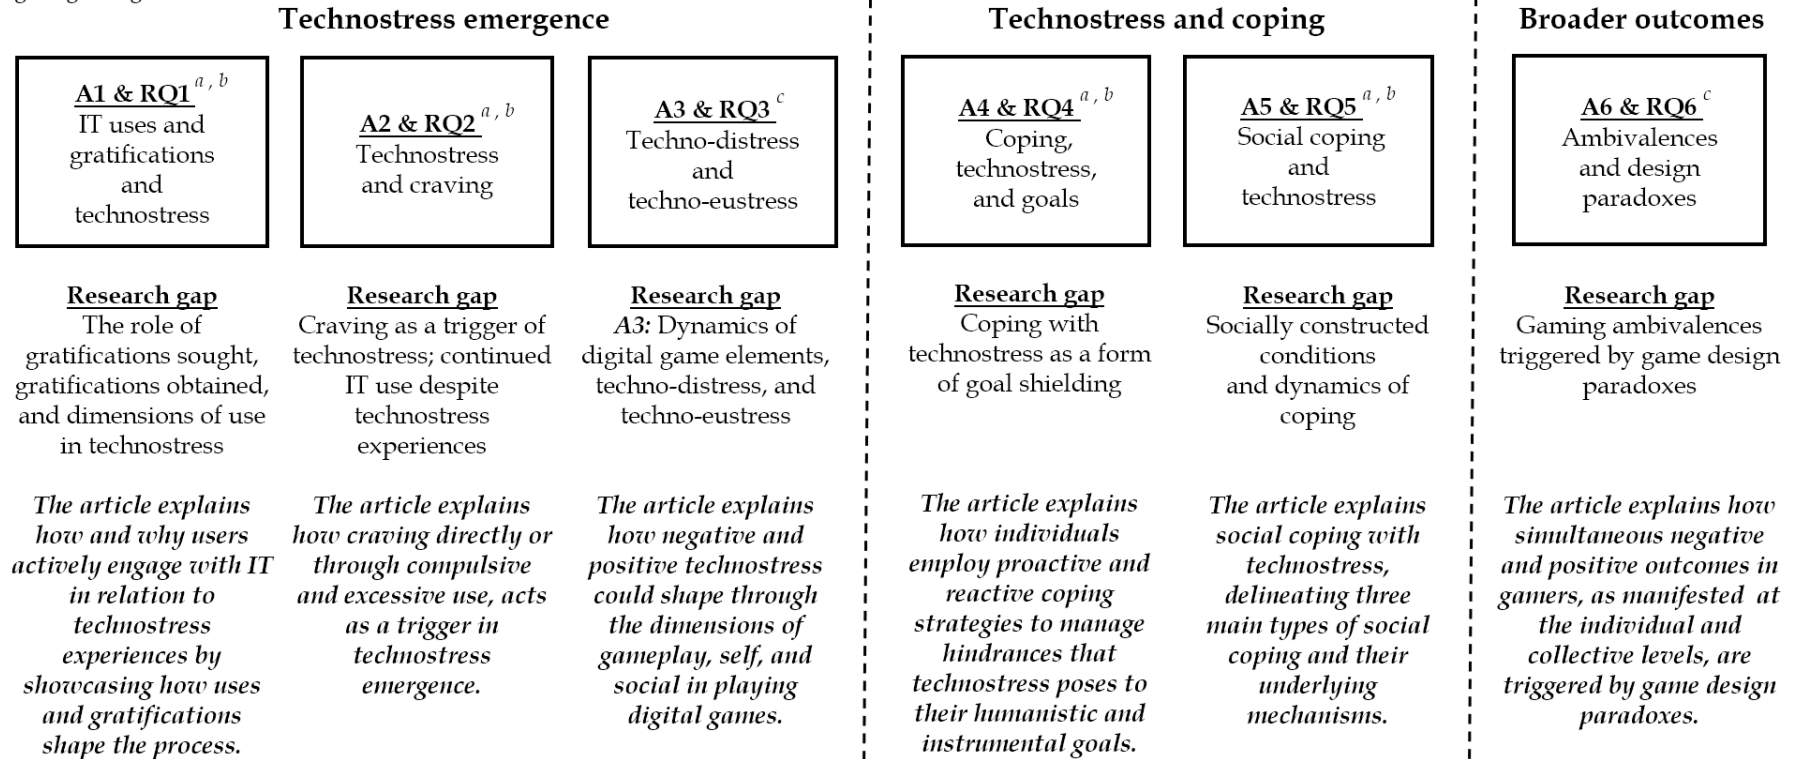 Technostress emergence
A1 & RQ1 a, b
IT uses and
gratifications
and
technostress
A2 & RQ2 a, b
Technostress
and craving
A3 & RQ3 c
Techno-distress
and
techno-eustress
Research gap
The role of
gratifications sought,
gratifications obtained,
and dimensions of use
in technostress
Research gap
Craving as a trigger of
technostress; continued
IT use despite
technostress
experiences
Research gap
A3: Dynamics of
digital game elements,
techno-distress, and
techno-eustress
The article explains
how and why users
actively engage with IT
in relation to
technostress
experiences by
showcasing how uses
and gratifications
shape the process.
The article explains
how craving directly or
through compulsive
and excessive use, acts
as a trigger in
technostress
emergence.
The article explains
how negative and
positive technostress
could shape through
the dimensions of
gameplay, self, and
social in playing
digital games.
Technostress and coping
A4 & RQ4 a, b
Coping,
technostress,
and goals
A5 & RQ5 a, b
Social coping
and
technostress
Research gap
Coping with
technostress as a form
of goal shielding
Research gap
Socially constructed
conditions
and dynamics of
coping
The article explains
how individuals
employ proactive and
reactive coping
strategies to manage
hindrances that
technostress poses to
their humanistic and
instrumental goals.
The article explains
social coping with
technostress,
delineating three
main types of social
coping and their
underlying
mechanisms.
Broader outcomes
A6 & RQ6 c
Ambivalences
and design
paradoxes
Research gap
Gaming ambivalences
triggered by game design
paradoxes
The article explains how
simultaneous negative
and positive outcomes in
gamers, as manifested at
the individual and
collective levels, are
triggered by game design
paradoxes.